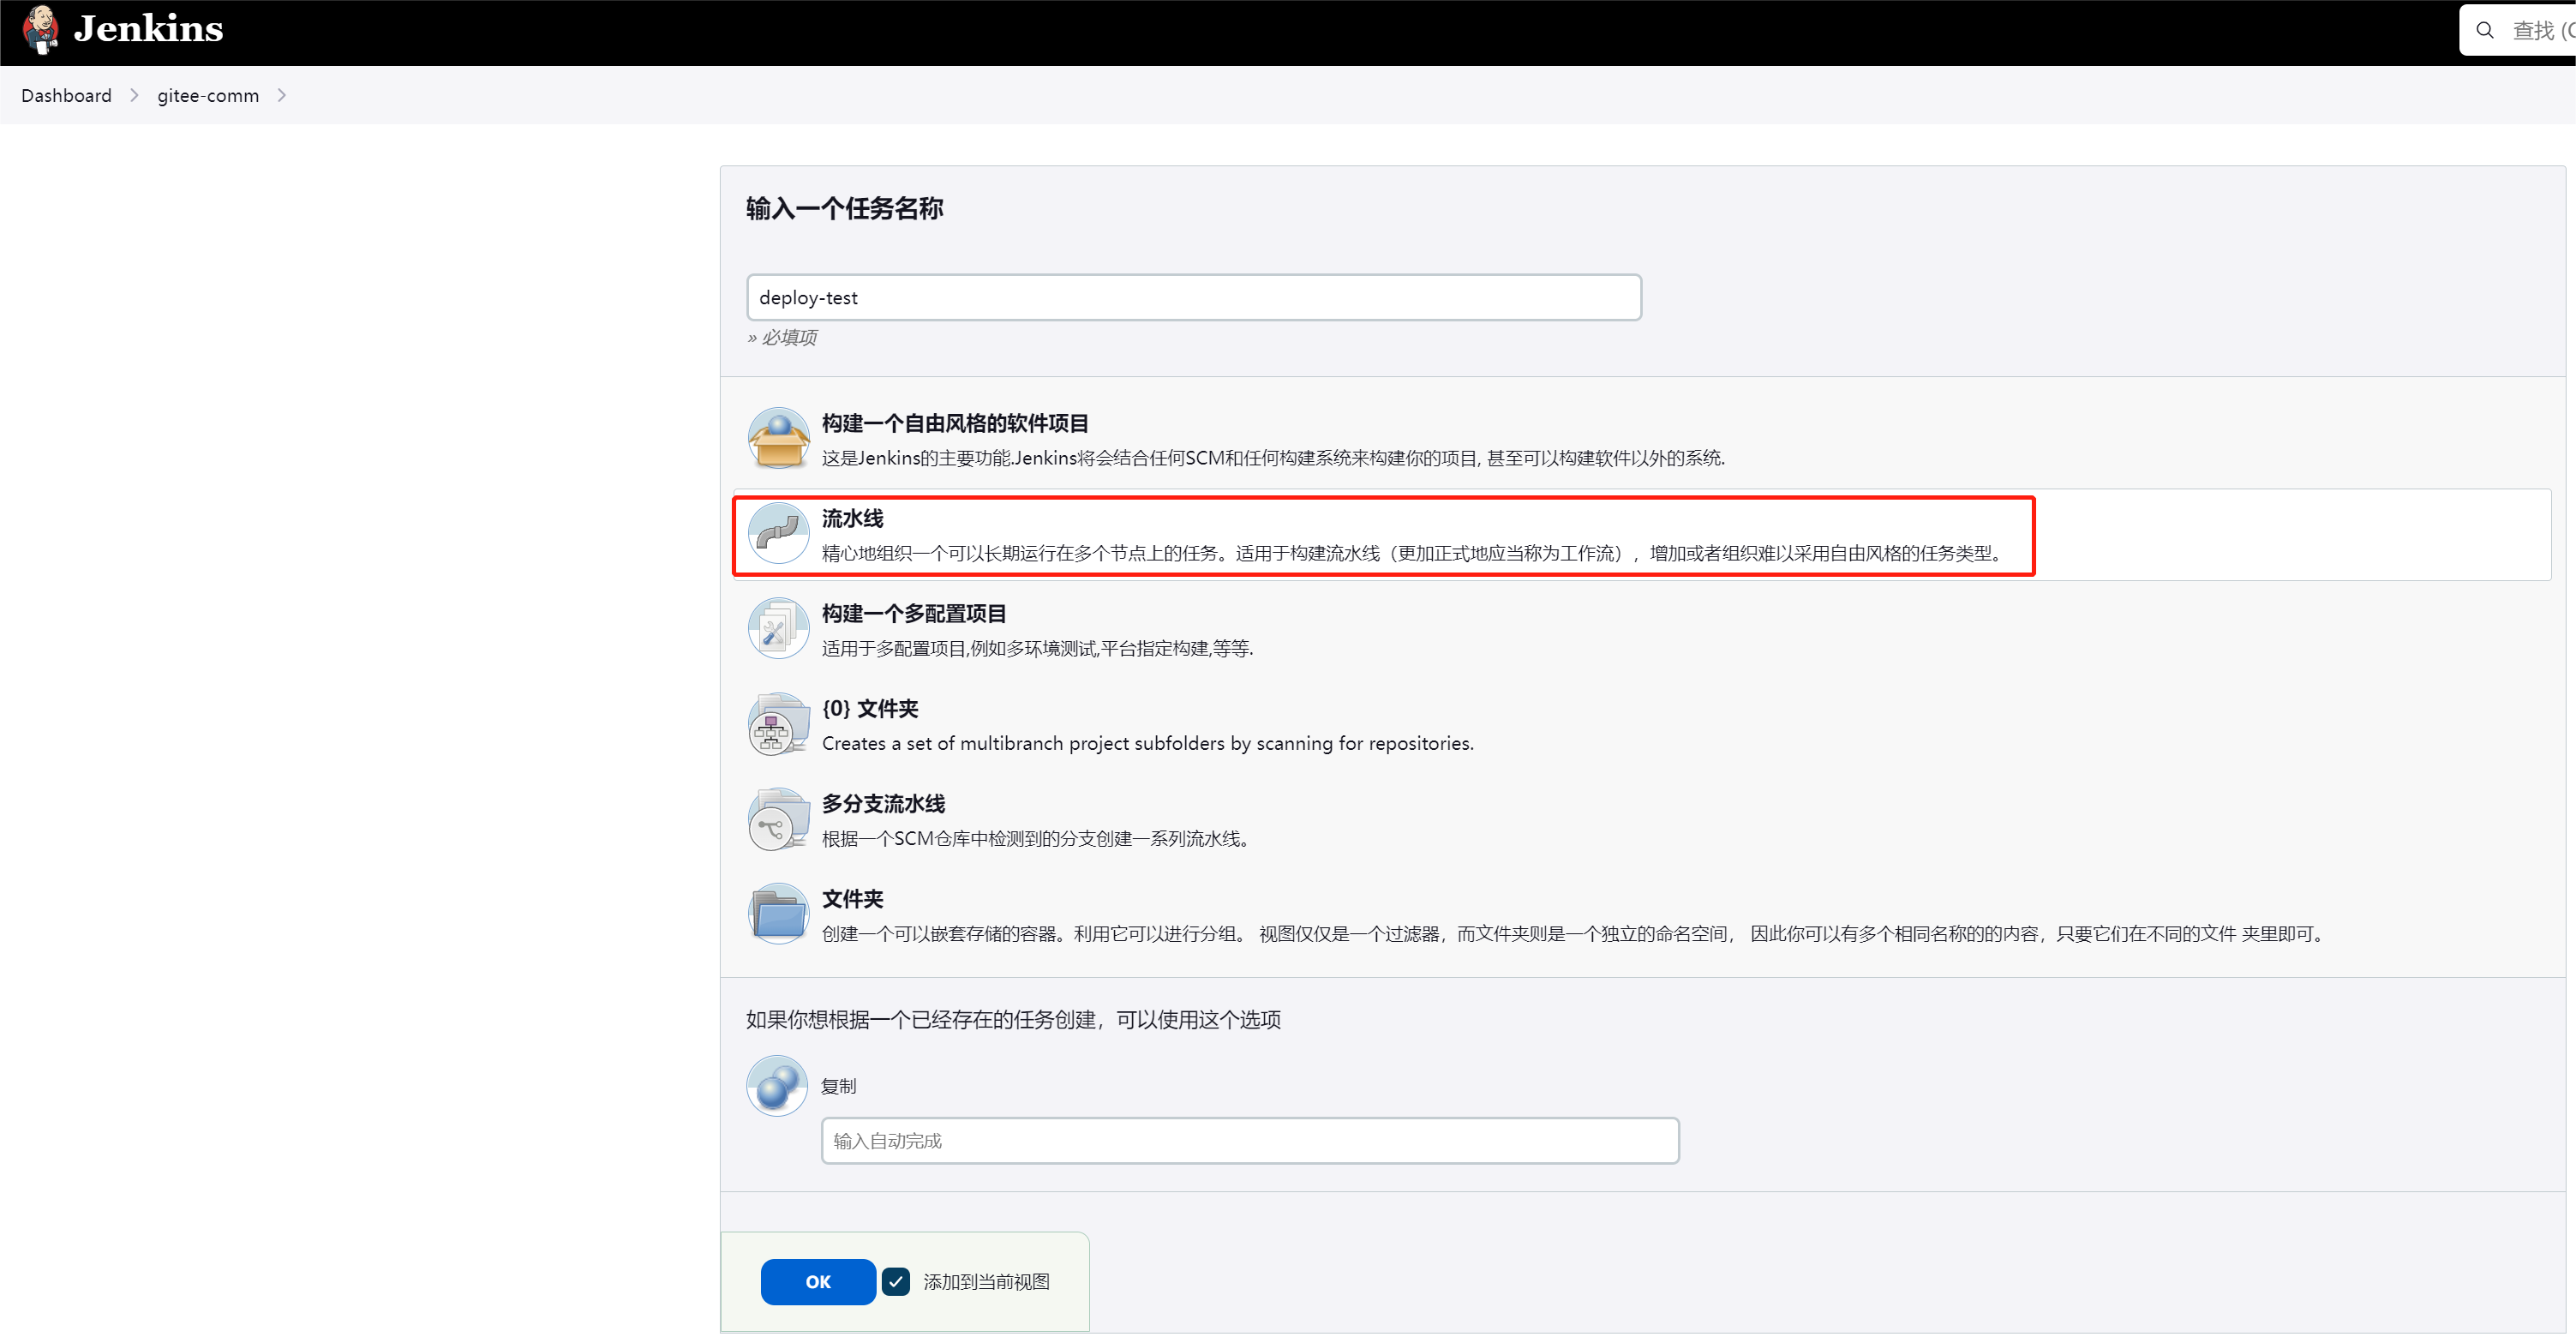 Jenkins
查找 (
Dashboard
gitee-comm
输入一个任务名称
deploy-test
» 必填项
构建一个自由风格的软件项目
这是Jenkins的主要功能.Jenkins将会结合任何SCM和任何构建系统来构建你的项目, 甚至可以构建软件以外的系统.
流水线
精心地组织一个可以长期运行在多个节点上的任务。适用于构建流水线（更加正式地应当称为工作流），增加或者组织难以采用自由风格的任务类型。
构建一个多配置项目
适用于多配置项目,例如多环境测试,平台指定构建,等等.
{0} 文件夹
Creates a set of multibranch project subfolders by scanning for repositories.
多分支流水线
根据一个SCM仓库中检测到的分支创建一系列流水线。
文件夹
创建一个可以嵌套存储的容器。利用它可以进行分组。 视图仅仅是一个过滤器，而文件夹则是一个独立的命名空间， 因此你可以有多个相同名称的的内容，只要它们在不同的文件 夹里即可。
如果你想根据一个已经存在的任务创建，可以使用这个选项
复制
输入自动完成
OK
添加到当前视图